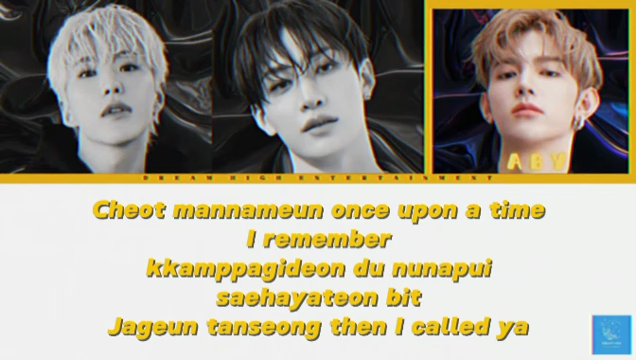 ABY
DREAM HIGH ENTERTAINMENT
Cheot mannameun once upon a time
I remember
kkamppagideon du nunapui
saehayateon bit
Jageun tanseong then I called ya